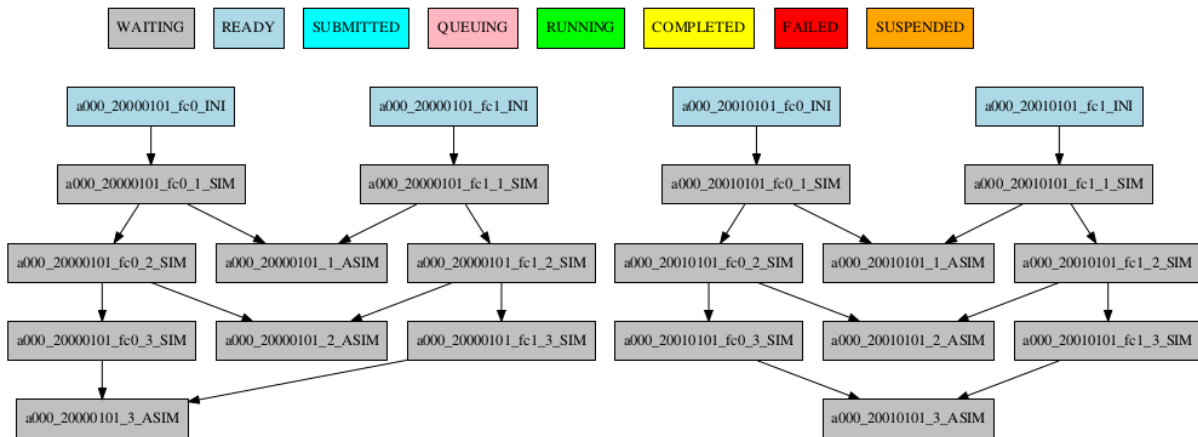 WAITING READY SUBMITTED QUEUING RUNNING COMPLETED FAILED SUSPENDED
a000_20000101_fc0_INI a000_20000101_fc1_INI a000_20010101_fc0_INI a000_20010101_fc1_INI
a000_20000101_fc0_1_SIM a000_20000101_fc1_1_SIM a000_20010101_fc0_1_SIM a000_20010101_fc1_1_SIM
a000_20000101_fc0_2_SIM a000_20000101_1_ASIM a000_20000101_fc1_2_SIM a000_20010101_fc0_2_SIM a000_20010101_1_ASIM a000_20010101_fc1_2_SIM
a000_20000101_fc0_3_SIM a000_20000101_2_ASIM a000_20000101_fc1_3_SIM a000_20010101_fc0_3_SIM a000_20010101_2_ASIM a000_20010101_fc1_3_SIM
a000_20000101_3_ASIM a000_20010101_3_ASIM